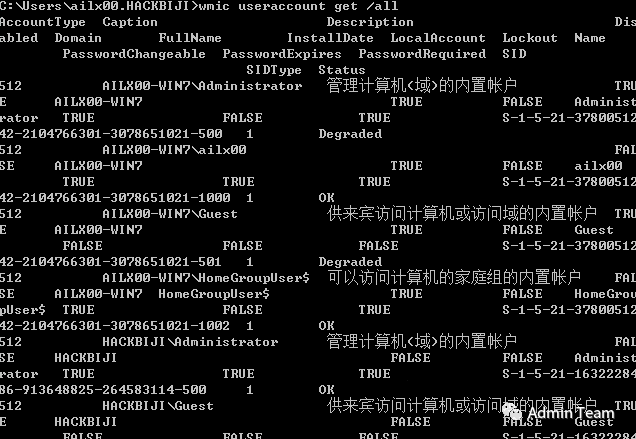 C:\Users\ailx00.HACKBIJI>wmic useraccount get /all
AccountType Caption Description Dis
abled Domain FullName InstallDate LocalAccount Lockout Name
PasswordChangeable PasswordExpires PasswordRequired SID
SIDType Status
512 AILX00-WIN7\Administrator 管理计算机(域)的内置帐户 TRU
E AILX00-WIN7 TRUE FALSE Administ
rator TRUE FALSE TRUE S-1-5-21-37800512
42-2104766301-3078651021-500 1 Degraded
512 AILX00-WIN7\ailx00 FAL
SE AILX00-WIN7 TRUE FALSE ailx00
TRUE TRUE TRUE S-1-5-21-37800512
42-2104766301-3078651021-1000 1 OK
512 AILX00-WIN7\Guest 供来宾访问计算机或访问域的内置帐户 TRU
E AILX00-WIN7 TRUE FALSE Guest
FALSE FALSE FALSE S-1-5-21-37800512
42-2104766301-3078651021-501 1 Degraded
512 AILX00-WIN7\HomeGroupUser$ 可以访问计算机的家庭组的内置帐户 FAL
SE AILX00-WIN7 HomeGroupUser$ TRUE FALSE HomeGro
upUser$ TRUE FALSE TRUE S-1-5-21-37800512
42-2104766301-3078651021-1002 1 OK
512 HACKBIJI\Administrator 管理计算机(域)的内置帐户 FAL
SE HACKBIJI FALSE FALSE Administ
rator TRUE TRUE TRUE S-1-5-21-16322284
86-913648825-264583114-500 1 OK
512 HACKBIJI\Guest 供来宾访问计算机或访问域的内置帐户 TRU
E HACKBIJI FALSE FALSE Guest
FALSE FALSE FALSE S-1-5-21-16322284
Admin Team